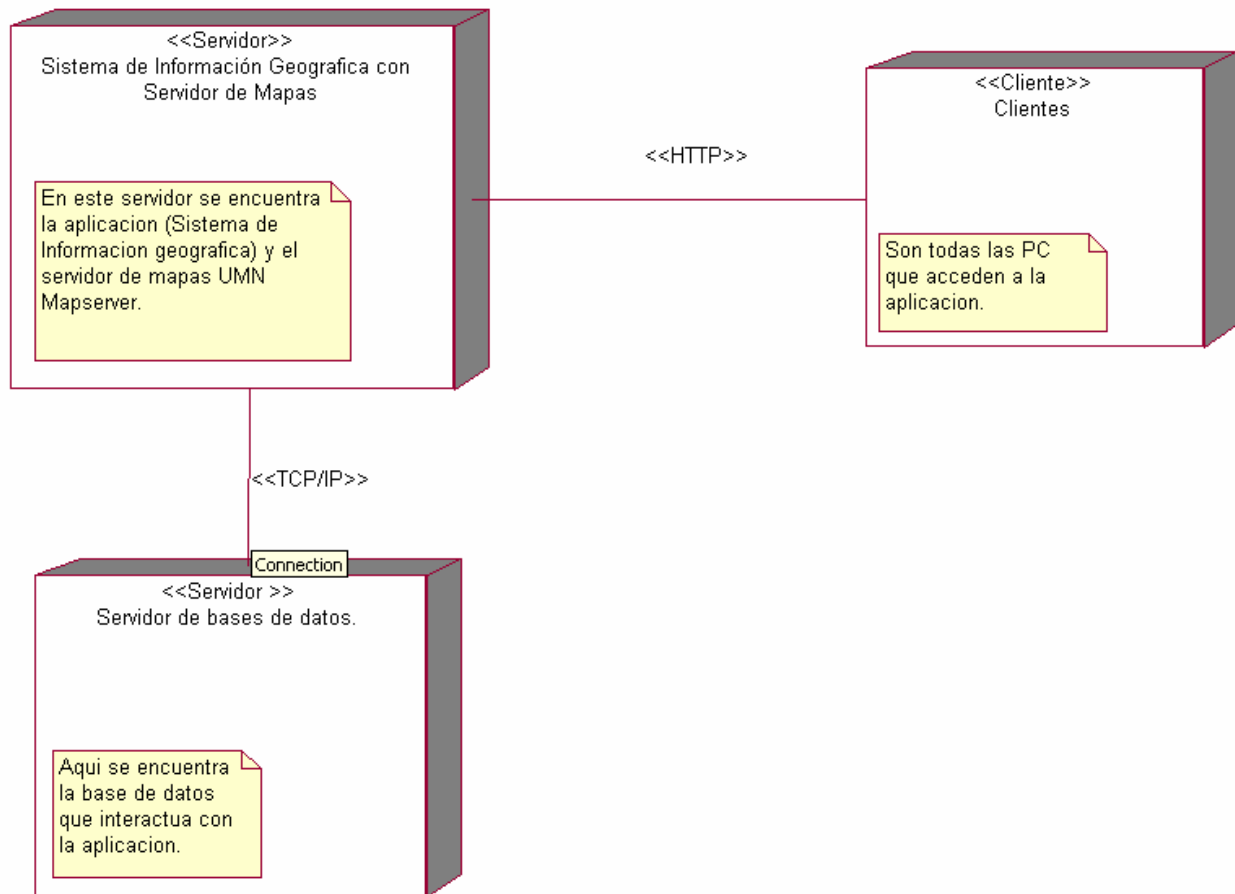 <<Servidor>>
Sistema de Información Geografica con
Servidor de Mapas
En este servidor se encuentra
la aplicacion (Sistema de
Informacion geografica) y el
servidor de mapas UMN
Mapserver.
<<HTTP>>
<<Cliente>>
Clientes
Son todas las PC
que acceden a la
aplicacion.
<<TCP/IP>>
Connection
<<Servidor >>
Servidor de bases de datos.
Aqui se encuentra
la base de datos
que interactua con
la aplicacion.